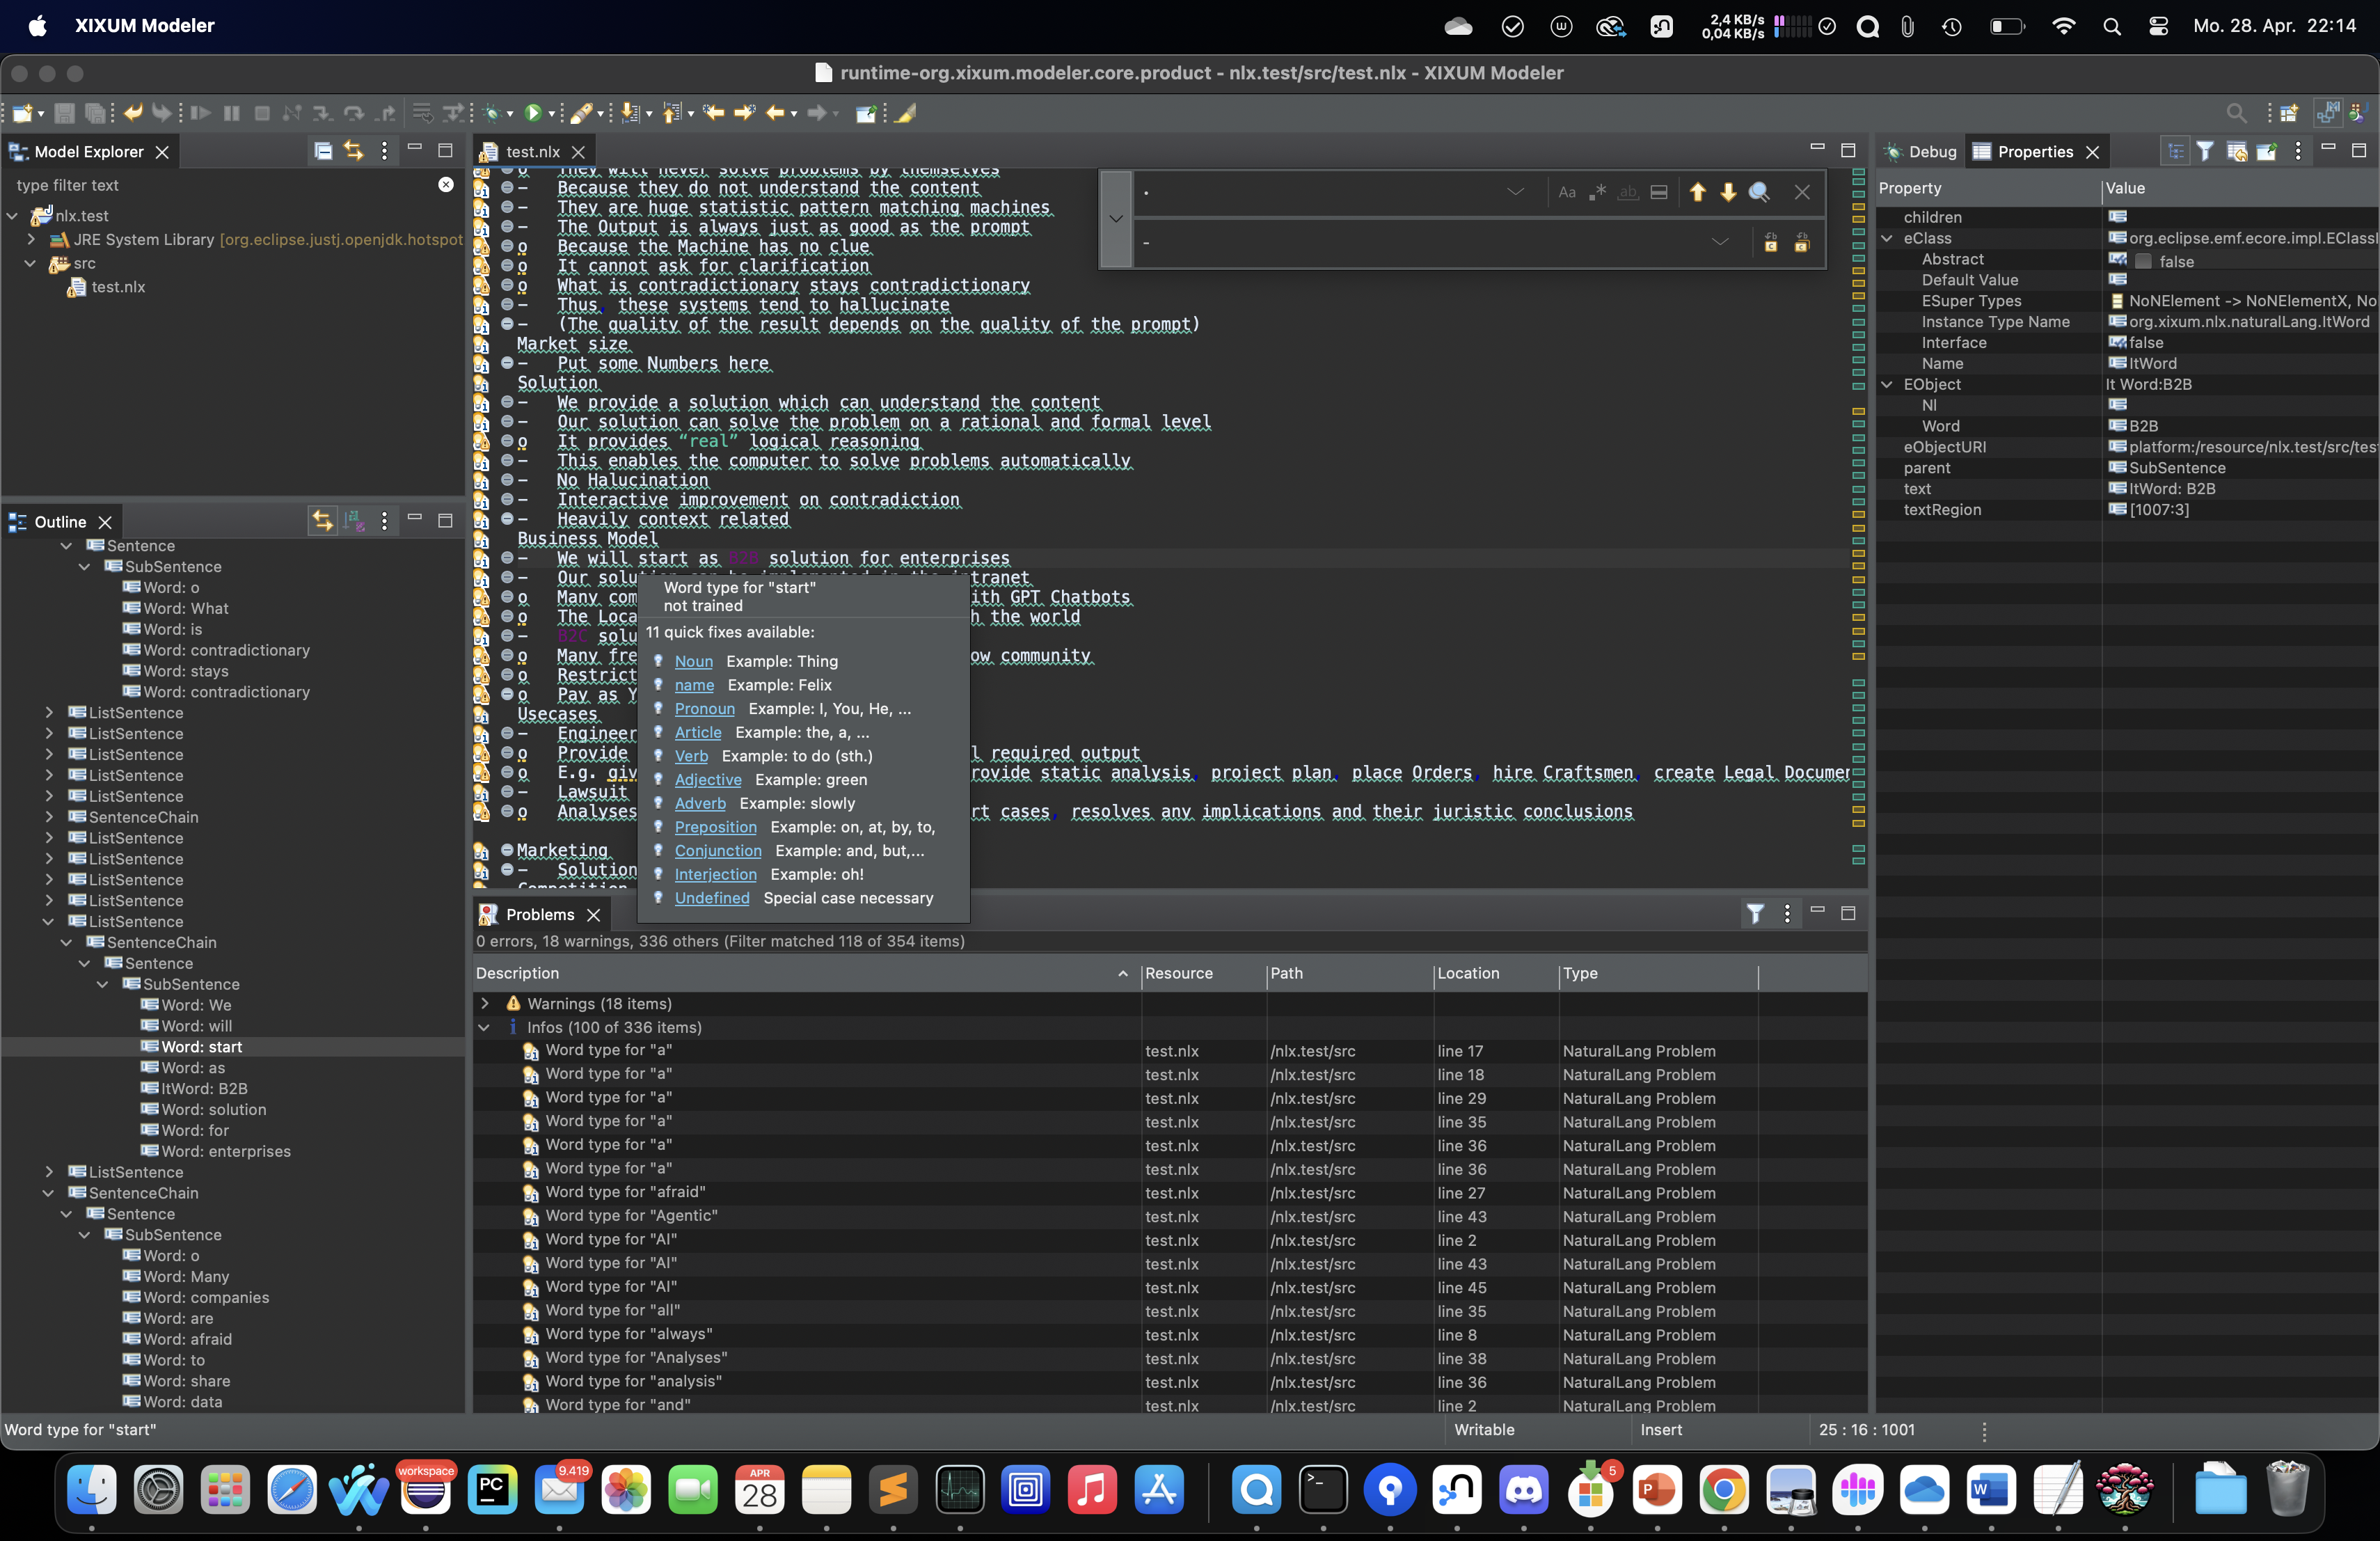 XIXUM Modeler
2,4 KB/s
0,04 KB/s
Mo. 28. Apr. 22:14
runtime-org.xixum.modeler.core.product - nlx.test/src/test.nlx - XIXUM Modeler
Model Explorer
type filter text
nlx.test
JRE System Library [org.eclipse.justj.openjdk.hotspot
src
test.nlx
Outline
Sentence
SubSentence
Word: o
Word: What
Word: is
Word: contradictionary
Word: stays
Word: contradictionary
ListSentence
ListSentence
ListSentence
ListSentence
ListSentence
SentenceChain
ListSentence
ListSentence
ListSentence
ListSentence
ListSentence
SentenceChain
Sentence
SubSentence
Word: We
Word: will
Word: start
Word: as
ItWord: B2B
Word: solution
Word: for
Word: enterprises
ListSentence
SentenceChain
Sentence
SubSentence
Word: o
Word: Many
Word: companies
Word: are
Word: afraid
Word: to
Word: share
Word: data
test.nlx
o They will never solve problems by themselves
- Because they do not understand the content
- They are huge statistic pattern matching machines
- The Output is always just as good as the prompt
o Because the Machine has no clue
o It cannot ask for clarification
o What is contradictionary stays contradictionary
- Thus, these systems tend to hallucinate
- (The quality of the result depends on the quality of the prompt)
Market size
- Put some Numbers here
Solution
- We provide a solution which can understand the content
- Our solution can solve the problem on a rational and formal level
o It provides “real” logical reasoning
- This enables the computer to solve problems automatically
- No Halucination
- Interactive improvement on contradiction
- Heavily context related
Business Model
- We will start as B2B solution for enterprises
- Our solution can be implemented in the intranet
o Many com ith GPT Chatbots
o The Loca h the world
- B2C solu
o Many fre ow community
o Restrict
o Pay as Y
Usecases
- Engineer
o Provide l required output
o E.g. giv rovide static analysis, project plan, place Orders, hire Craftsmen, create Legal Documen
- Lawsuit
o Analyses rt cases, resolves any implications and their juristic conclusions
Marketing
- Solution
Competition
.
Aa .* ab
-
Word type for "start"
not trained
11 quick fixes available:
Noun Example: Thing
name Example: Felix
Pronoun Example: I, You, He, ...
Article Example: the, a, ...
Verb Example: to do (sth.)
Adjective Example: green
Adverb Example: slowly
Preposition Example: on, at, by, to,
Conjunction Example: and, but,...
Interjection Example: oh!
Undefined Special case necessary
Problems
0 errors, 18 warnings, 336 others (Filter matched 118 of 354 items)
Description Resource Path Location Type
Warnings (18 items)
Infos (100 of 336 items)
Word type for "a" test.nlx /nlx.test/src line 17 NaturalLang Problem
Word type for "a" test.nlx /nlx.test/src line 18 NaturalLang Problem
Word type for "a" test.nlx /nlx.test/src line 29 NaturalLang Problem
Word type for "a" test.nlx /nlx.test/src line 35 NaturalLang Problem
Word type for "a" test.nlx /nlx.test/src line 36 NaturalLang Problem
Word type for "a" test.nlx /nlx.test/src line 36 NaturalLang Problem
Word type for "afraid" test.nlx /nlx.test/src line 27 NaturalLang Problem
Word type for "Agentic" test.nlx /nlx.test/src line 43 NaturalLang Problem
Word type for "AI" test.nlx /nlx.test/src line 2 NaturalLang Problem
Word type for "AI" test.nlx /nlx.test/src line 43 NaturalLang Problem
Word type for "AI" test.nlx /nlx.test/src line 45 NaturalLang Problem
Word type for "all" test.nlx /nlx.test/src line 35 NaturalLang Problem
Word type for "always" test.nlx /nlx.test/src line 8 NaturalLang Problem
Word type for "Analyses" test.nlx /nlx.test/src line 38 NaturalLang Problem
Word type for "analysis" test.nlx /nlx.test/src line 36 NaturalLang Problem
Word type for "and" test.nlx /nlx.test/src line 2 NaturalLang Problem
Debug
Properties
Property Value
children
eClass org.eclipse.emf.ecore.impl.EClassI
Abstract false
Default Value
ESuper Types NoNElement -> NoNElementX, No
Instance Type Name org.xixum.nlx.naturalLang.ItWord
Interface false
Name ItWord
EObject It Word:B2B
Nl
Word B2B
eObjectURI platform:/resource/nlx.test/src/tes
parent SubSentence
text ItWord: B2B
textRegion [1007:3]
Word type for "start"
Writable
Insert
25 : 16 : 1001
workspace
PC
9.419
APR
28
>_
5
P
W